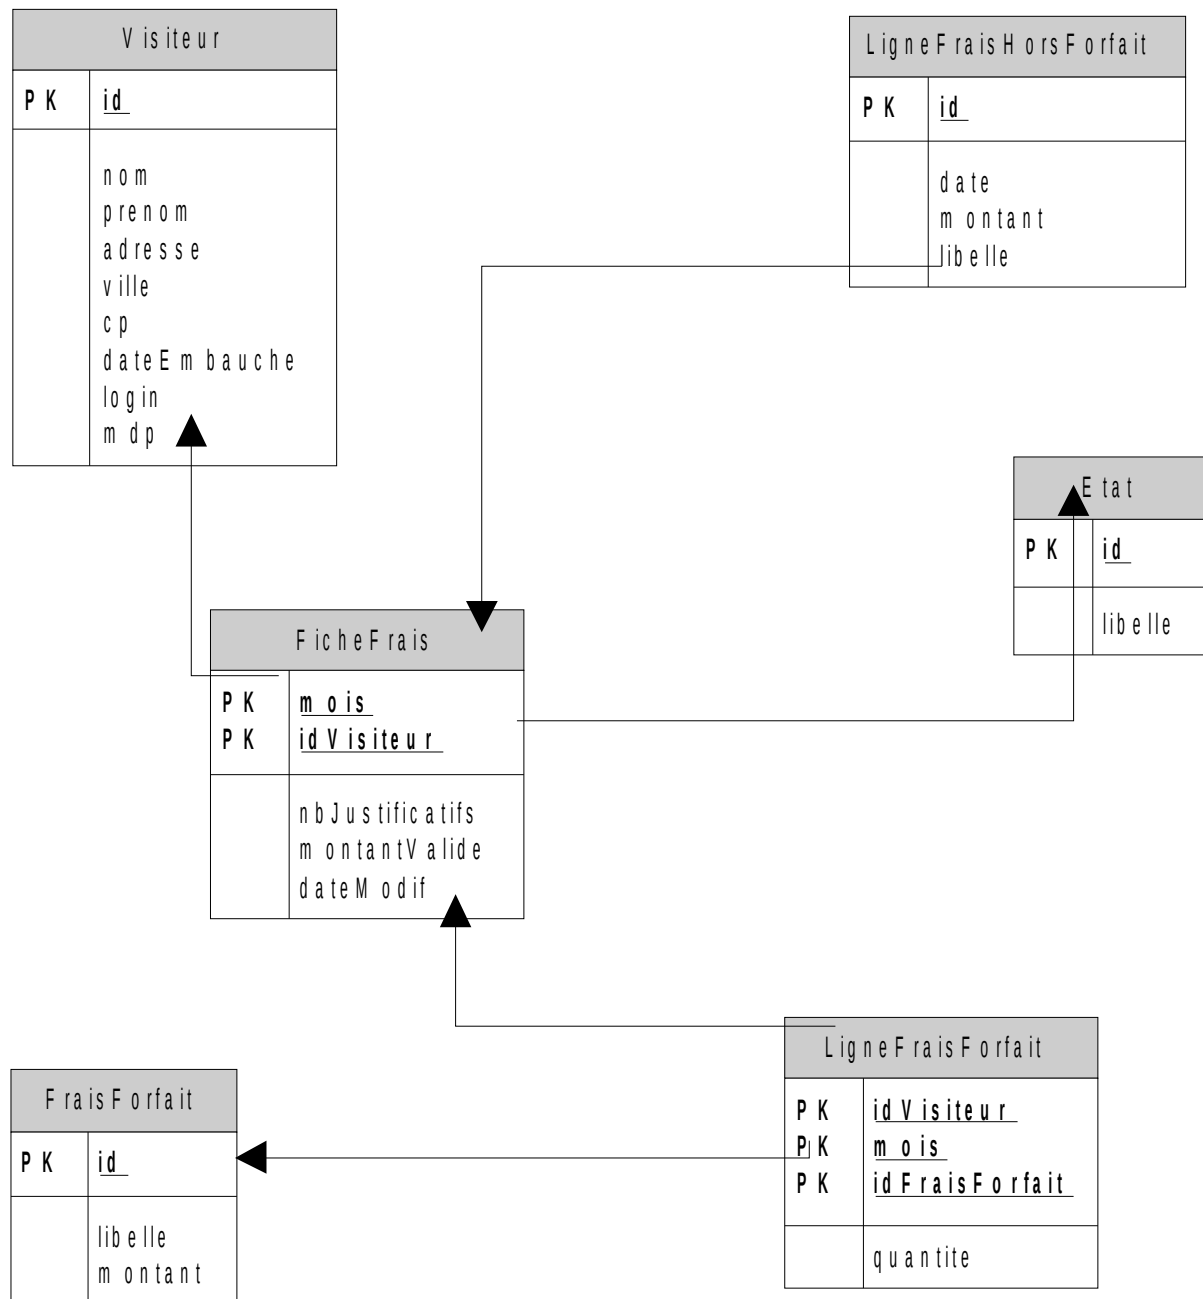 Visiteur
PK id
nom
prenom
adresse
ville
cp
dateEmbauche
login
mdp
LigneFraisHorsForfait
PK id
date
montant
libelle
Etat
PK id
libelle
FicheFrais
PK mois
PK idVisiteur
nbJustificatifs
montantValide
dateModif
LigneFraisForfait
PK idVisiteur
PK mois
PK idFraisForfait
quantite
FraisForfait
PK id
libelle
montant